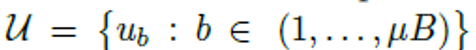 𝒰 = {u_b : b ∈ (1, …, μB)}